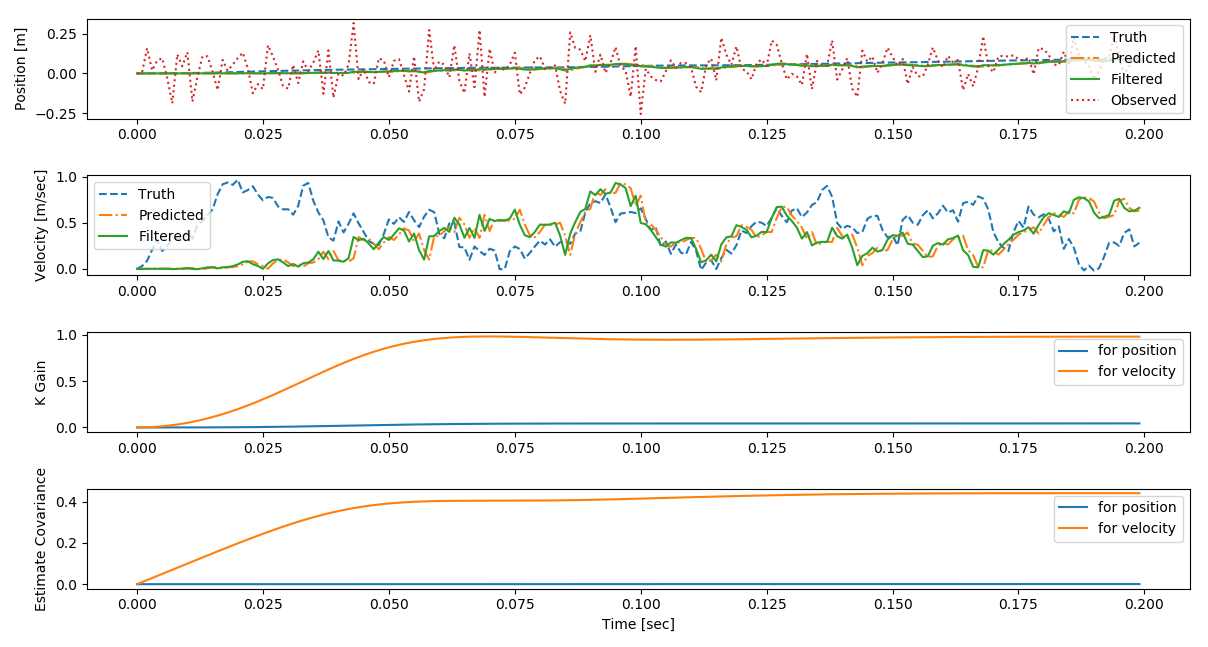 Position [m]
0.25
0.00
−0.25
Truth
Predicted
Filtered
Observed
0.000 0.025 0.050 0.075 0.100 0.125 0.150 0.175 0.200
Velocity [m/sec]
1.0
0.5
0.0
Truth
Predicted
Filtered
0.000 0.025 0.050 0.075 0.100 0.125 0.150 0.175 0.200
K Gain
1.0
0.5
0.0
for position
for velocity
0.000 0.025 0.050 0.075 0.100 0.125 0.150 0.175 0.200
Estimate Covariance
0.4
0.2
0.0
for position
for velocity
0.000 0.025 0.050 0.075 0.100 0.125 0.150 0.175 0.200
Time [sec]